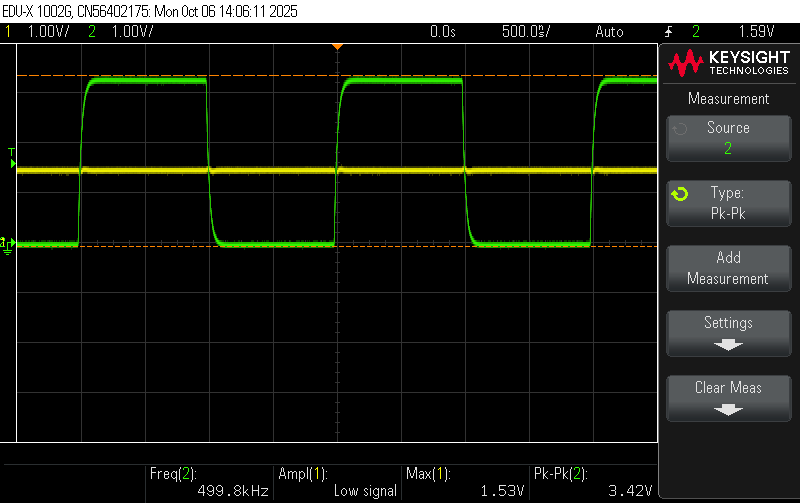 EDU-X 1002G, CN56402175: Mon Oct 06 14:06:11 2025
1 1.00V/ 2 1.00V/ 0.0s 500.0ns/ Auto 2 1.59V
KEYSIGHT
TECHNOLOGIES
Measurement
Source
2
Type:
Pk-Pk
Add
Measurement
Settings
Clear Meas
T
2
Freq(2): Ampl(1): Max(1): Pk-Pk(2):
499.8kHz Low signal 1.53V 3.42V